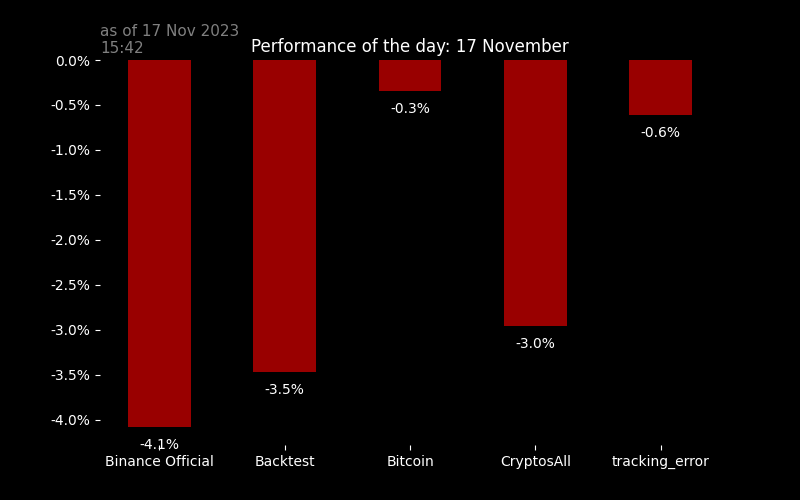 as of 17 Nov 2023
15:42
Performance of the day: 17 November
0.0%
-0.5%
-1.0%
-1.5%
-2.0%
-2.5%
-3.0%
-3.5%
-4.0%
-4.1%
-3.5%
-0.3%
-3.0%
-0.6%
Binance Official
Backtest
Bitcoin
CryptosAll
tracking_error